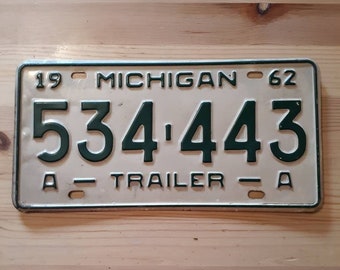 19 MICHIGAN 62
534-443
A - TRAILER - A